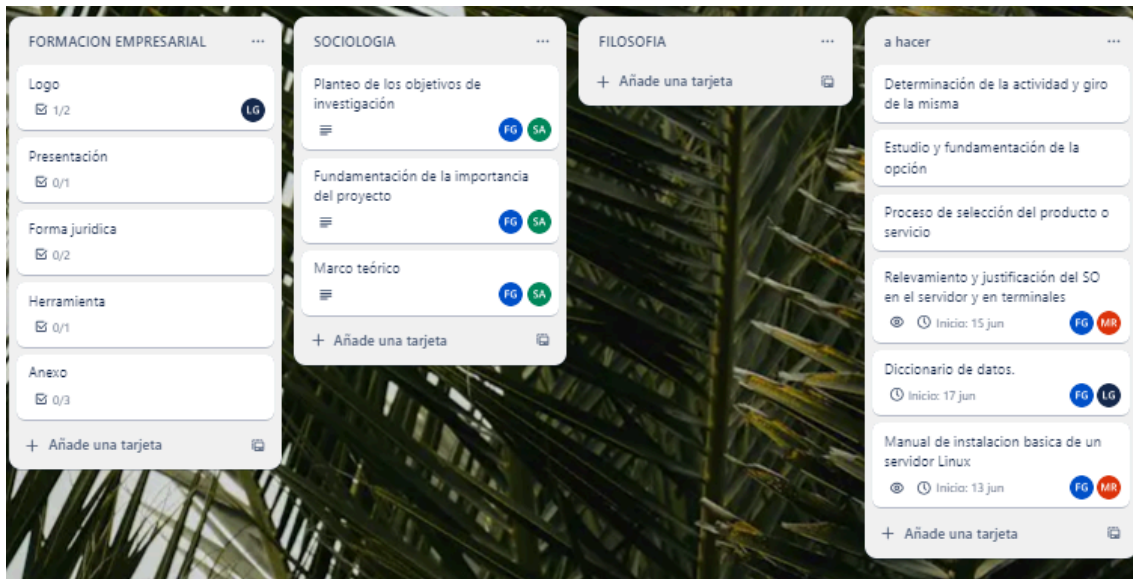 FORMACION EMPRESARIAL
Logo
1/2
LG
Presentación
0/1
Forma juridica
0/2
Herramienta
0/1
Anexo
0/3
+ Añade una tarjeta
SOCIOLOGIA
Planteo de los objetivos de
investigación
FG SA
Fundamentación de la importancia
del proyecto
FG SA
Marco teórico
FG SA
+ Añade una tarjeta
FILOSOFIA
+ Añade una tarjeta
a hacer
Determinación de la actividad y giro
de la misma
Estudio y fundamentación de la
opción
Proceso de selección del producto o
servicio
Relevamiento y justificación del SO
en el servidor y en terminales
Inicio: 15 jun
FG MR
Diccionario de datos.
Inicio: 17 jun
FG LG
Manual de instalacion basica de un
servidor Linux
Inicio: 13 jun
FG MR
+ Añade una tarjeta